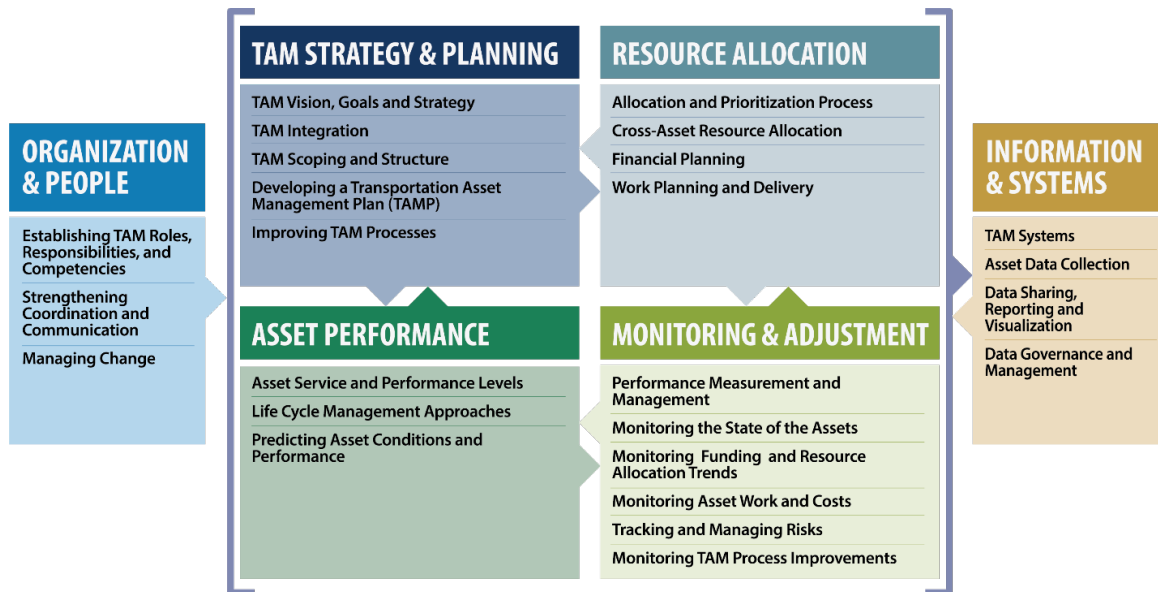 ORGANIZATION
& PEOPLE
Establishing TAM Roles,
Responsibilities, and
Competencies
Strengthening
Coordination and
Communication
Managing Change
TAM STRATEGY & PLANNING
TAM Vision, Goals and Strategy
TAM Integration
TAM Scoping and Structure
Developing a Transportation Asset
Management Plan (TAMP)
Improving TAM Processes
RESOURCE ALLOCATION
Allocation and Prioritization Process
Cross-Asset Resource Allocation
Financial Planning
Work Planning and Delivery
ASSET PERFORMANCE
Asset Service and Performance Levels
Life Cycle Management Approaches
Predicting Asset Conditions and
Performance
MONITORING & ADJUSTMENT
Performance Measurement and
Management
Monitoring the State of the Assets
Monitoring Funding and Resource
Allocation Trends
Monitoring Asset Work and Costs
Tracking and Managing Risks
Monitoring TAM Process Improvements
INFORMATION
& SYSTEMS
TAM Systems
Asset Data Collection
Data Sharing,
Reporting and
Visualization
Data Governance and
Management